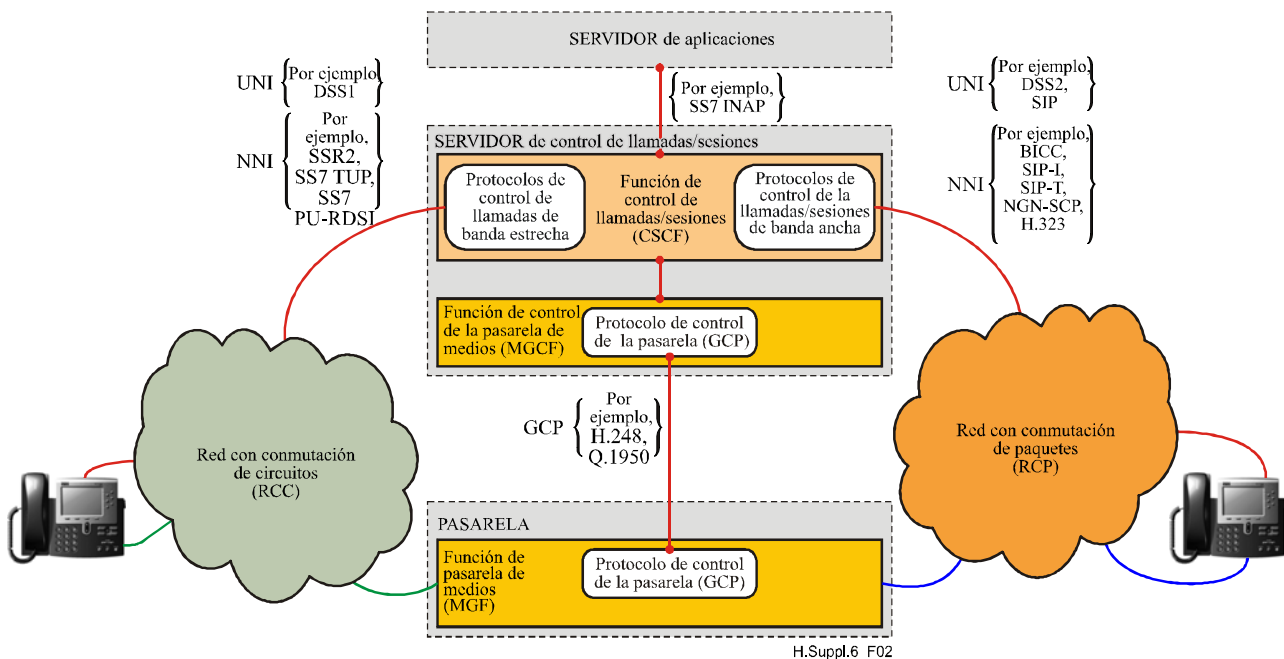 SERVIDOR de aplicaciones
UNI
Por ejemplo
DSS1
Por ejemplo,
SS7 INAP
UNI
Por ejemplo,
DSS2,
SIP
NNI
Por
ejemplo,
SSR2,
SS7 TUP,
SS7
PU-RDSI
SERVIDOR de control de llamadas/sesiones
Protocolos de
control de
llamadas de
banda estrecha
Función de
control de
llamadas/sesiones
(CSCF)
Protocolos de
control de la
llamadas/sesiones
de banda ancha
NNI
Por ejemplo,
BICC,
SIP-I,
SIP-T,
NGN-SCP,
H.323
Función de control
de la pasarela de
medios (MGCF)
Protocolo de control
de la pasarela (GCP)
GCP
Por
ejemplo,
H.248,
Q.1950
Red con conmutación
de circuitos
(RCC)
Red con conmutación
de paquetes
(RCP)
PASARELA
Función de
pasarela de
medios
(MGF)
Protocolo de control
de la pasarela (GCP)
H.Suppl.6_F02